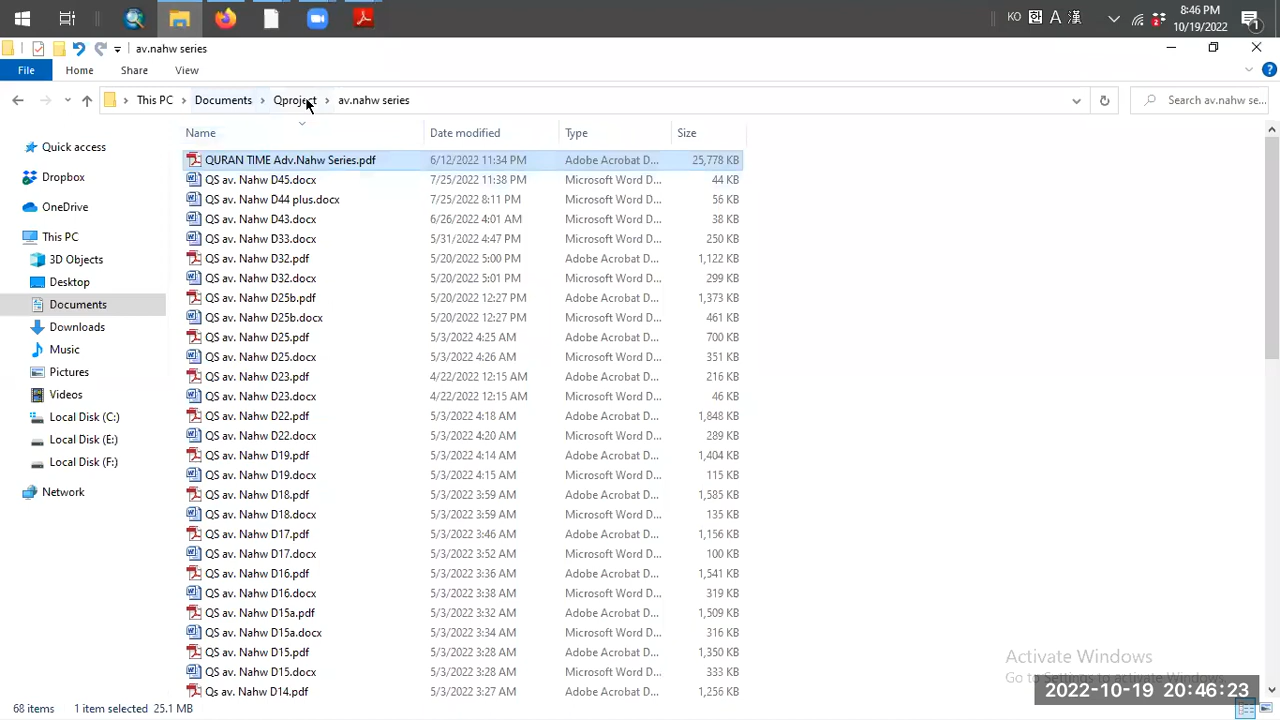 KO A
8:46 PM
10/19/2022
av.nahw series
File Home Share View
This PC Documents Qproject av.nahw series Search av.nahw se...
Name Date modified Type Size
Quick access
Dropbox
OneDrive
This PC
3D Objects
Desktop
Documents
Downloads
Music
Pictures
Videos
Local Disk (C:)
Local Disk (E:)
Local Disk (F:)
Network
QURAN TIME Adv.Nahw Series.pdf 6/12/2022 11:34 PM Adobe Acrobat D... 25,778 KB
QS av. Nahw D45.docx 7/25/2022 11:38 PM Microsoft Word D... 44 KB
QS av. Nahw D44 plus.docx 7/25/2022 8:11 PM Microsoft Word D... 56 KB
QS av. Nahw D43.docx 6/26/2022 4:01 AM Microsoft Word D... 38 KB
QS av. Nahw D33.docx 5/31/2022 4:47 PM Microsoft Word D... 250 KB
QS av. Nahw D32.pdf 5/20/2022 5:00 PM Adobe Acrobat D... 1,122 KB
QS av. Nahw D32.docx 5/20/2022 5:01 PM Microsoft Word D... 299 KB
QS av. Nahw D25b.pdf 5/20/2022 12:27 PM Adobe Acrobat D... 1,373 KB
QS av. Nahw D25b.docx 5/20/2022 12:27 PM Microsoft Word D... 461 KB
QS av. Nahw D25.pdf 5/3/2022 4:25 AM Adobe Acrobat D... 700 KB
QS av. Nahw D25.docx 5/3/2022 4:26 AM Microsoft Word D... 351 KB
QS av. Nahw D23.pdf 4/22/2022 12:15 AM Adobe Acrobat D... 216 KB
QS av. Nahw D23.docx 4/22/2022 12:15 AM Microsoft Word D... 46 KB
QS av. Nahw D22.pdf 5/3/2022 4:18 AM Adobe Acrobat D... 1,848 KB
QS av. Nahw D22.docx 5/3/2022 4:20 AM Microsoft Word D... 289 KB
QS av. Nahw D19.pdf 5/3/2022 4:14 AM Adobe Acrobat D... 1,404 KB
QS av. Nahw D19.docx 5/3/2022 4:15 AM Microsoft Word D... 115 KB
QS av. Nahw D18.pdf 5/3/2022 3:59 AM Adobe Acrobat D... 1,585 KB
QS av. Nahw D18.docx 5/3/2022 3:59 AM Microsoft Word D... 135 KB
QS av. Nahw D17.pdf 5/3/2022 3:46 AM Adobe Acrobat D... 1,156 KB
QS av. Nahw D17.docx 5/3/2022 3:52 AM Microsoft Word D... 100 KB
QS av. Nahw D16.pdf 5/3/2022 3:36 AM Adobe Acrobat D... 1,541 KB
QS av. Nahw D16.docx 5/3/2022 3:38 AM Microsoft Word D... 319 KB
QS av. Nahw D15a.pdf 5/3/2022 3:32 AM Adobe Acrobat D... 1,509 KB
QS av. Nahw D15a.docx 5/3/2022 3:34 AM Microsoft Word D... 316 KB
QS av. Nahw D15.pdf 5/3/2022 3:28 AM Adobe Acrobat D... 1,350 KB
QS av. Nahw D15.docx 5/3/2022 3:28 AM Microsoft Word D... 333 KB
Qs av. Nahw D14.pdf 5/3/2022 3:27 AM Adobe Acrobat D... 1,256 KB
Activate Windows
Go to Settings to activate Windows.
2022-10-19 20:46:23
68 items 1 item selected 25.1 MB